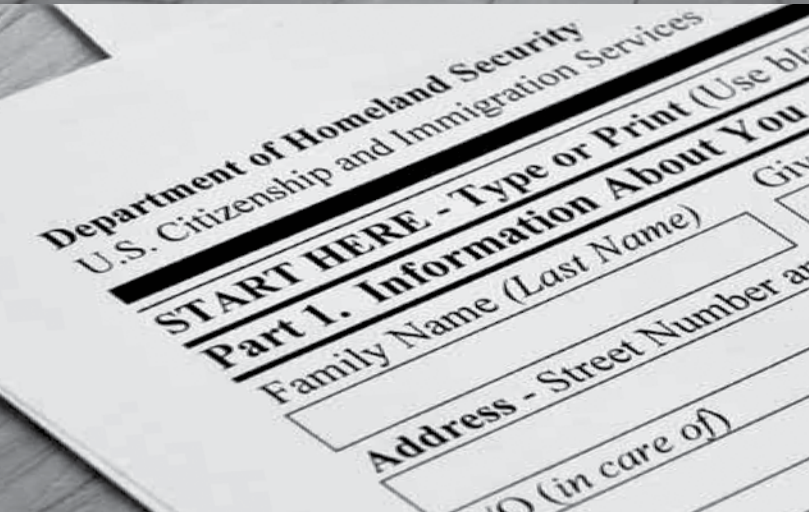 Department of Homeland Security
U.S. Citizenship and Immigration Services
START HERE - Type or Print (Use
Part 1. Information About You
Family Name (Last Name)
Address - Street Number
(in care of)